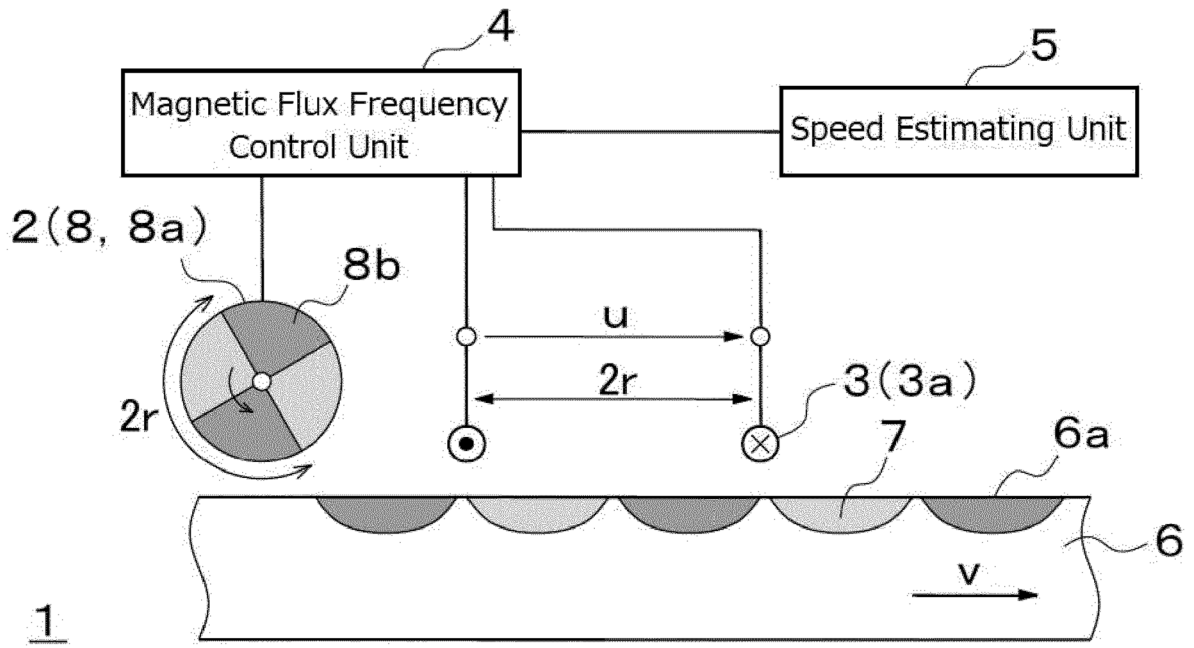 4
5
Magnetic Flux Frequency
Control Unit
Speed Estimating Unit
2(8, 8a)
8b
u
2r
2r
3(3a)
7
6a
6
v
1